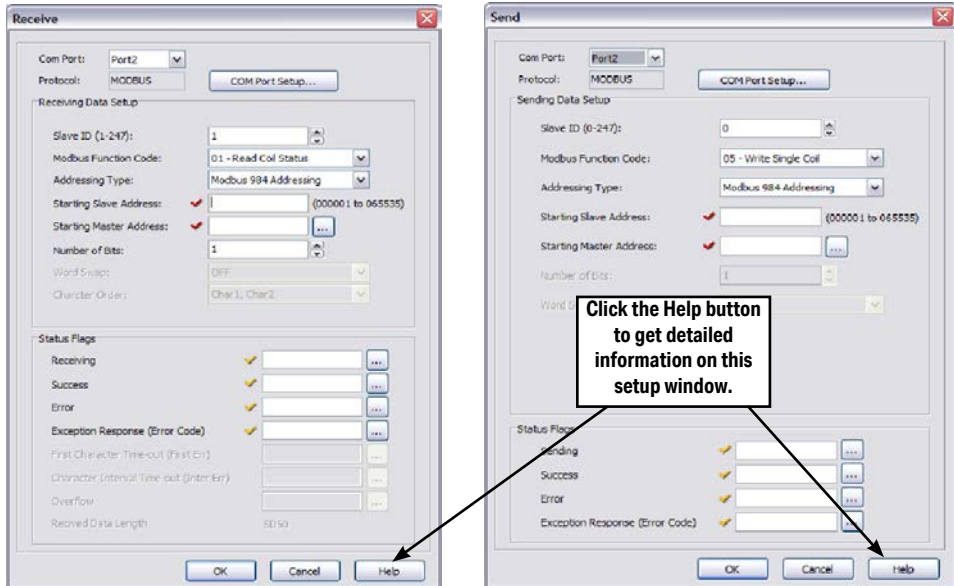 Receive
Com Port: Port2
Protocol: MODBUS COM Port Setup...
Receiving Data Setup
Slave ID (1-247): 1
Modbus Function Code: 01 - Read Coil Status
Addressing Type: Modbus 984 Addressing
Starting Slave Address: (000001 to 065535)
Starting Master Address: ...
Number of Bits: 1
Word Swap: OFF
Charcter Order: Char1, Char2
Status Flags
Receiving ...
Success ...
Error ...
Exception Response (Error Code) ...
First Character Time-out (First Err) ...
Character Interval Time-out (Inter Err) ...
Overflow ...
Recived Data Length SD50
OK Cancel Help
Send
Com Port: Port2
Protocol: MODBUS COM Port Setup...
Sending Data Setup
Slave ID (0-247): 0
Modbus Function Code: 05 - Write Single Coil
Addressing Type: Modbus 984 Addressing
Starting Slave Address: (000001 to 065535)
Starting Master Address: ...
Number of Bits: 1
Word
Click the Help button
to get detailed
information on this
setup window.
Status Flags
Sending ...
Success ...
Error ...
Exception Response (Error Code) ...
OK Cancel Help